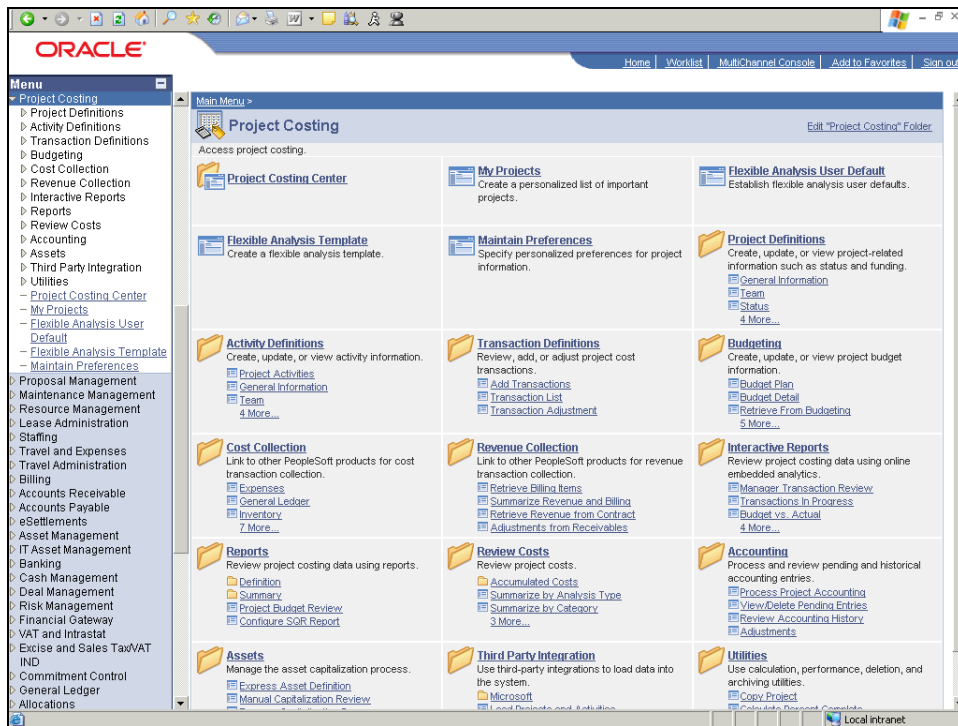 ORACLE
Home | Worklist | MultiChannel Console | Add to Favorites | Sign out
Menu
Project Costing
Project Definitions
Activity Definitions
Transaction Definitions
Budgeting
Cost Collection
Revenue Collection
Interactive Reports
Reports
Review Costs
Accounting
Assets
Third Party Integration
Utilities
– Project Costing Center
– My Projects
– Flexible Analysis User
Default
– Flexible Analysis Template
– Maintain Preferences
Proposal Management
Maintenance Management
Resource Management
Lease Administration
Staffing
Travel and Expenses
Travel Administration
Billing
Accounts Receivable
Accounts Payable
eSettlements
Asset Management
IT Asset Management
Banking
Cash Management
Deal Management
Risk Management
Financial Gateway
VAT and Intrastat
Excise and Sales Tax/VAT
IND
Commitment Control
General Ledger
Allocations
Main Menu >
Project Costing
Edit "Project Costing" Folder
Access project costing.
Project Costing Center
My Projects
Create a personalized list of important
projects.
Flexible Analysis User Default
Establish flexible analysis user defaults.
Flexible Analysis Template
Create a flexible analysis template.
Maintain Preferences
Specify personalized preferences for project
information.
Project Definitions
Create, update, or view project-related
information such as status and funding.
General Information
Team
Status
4 More...
Activity Definitions
Create, update, or view activity information.
Project Activities
General Information
Team
4 More...
Transaction Definitions
Review, add, or adjust project cost
transactions.
Add Transactions
Transaction List
Transaction Adjustment
Budgeting
Create, update, or view project budget
information.
Budget Plan
Budget Detail
Retrieve From Budgeting
5 More...
Cost Collection
Link to other PeopleSoft products for cost
transaction collection.
Expenses
General Ledger
Inventory
7 More...
Revenue Collection
Link to other PeopleSoft products for revenue
transaction collection.
Retrieve Billing Items
Summarize Revenue and Billing
Retrieve Revenue from Contract
Adjustments from Receivables
Interactive Reports
Review project costing data using online
embedded analytics.
Manager Transaction Review
Transactions In Progress
Budget vs. Actual
4 More...
Reports
Review project costing data using reports.
Definition
Summary
Project Budget Review
Configure SQR Report
Review Costs
Review project costs.
Accumulated Costs
Summarize by Analysis Type
Summarize by Category
3 More...
Accounting
Process and review pending and historical
accounting entries.
Process Project Accounting
View/Delete Pending Entries
Review Accounting History
Adjustments
Assets
Manage the asset capitalization process.
Express Asset Definition
Manual Capitalization Review
Third Party Integration
Use third-party integrations to load data into
the system.
Microsoft
Load Projects and Activities
Utilities
Use calculation, performance, deletion, and
archiving utilities.
Copy Project
Calculate Percent Complete
Local intranet